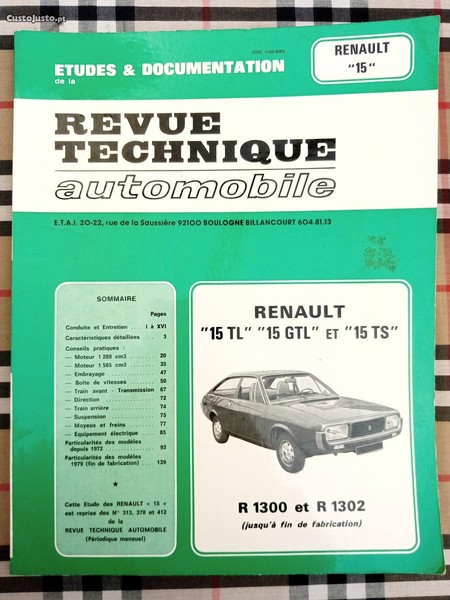 CustoJusto.pt
ISSN 0153 9060
ETUDES & DOCUMENTATION
de la
RENAULT
"15"
REVUE
TECHNIQUE
automobile
E.T.A.I. 20-22, rue de la Saussière 92100 BOULOGNE BILLANCOURT 604.81.13
SOMMAIRE
Pages
Conduite et Entretien .... I à XVI
Caractéristiques détaillées ... 3
Conseils pratiques :
— Moteur 1 289 cm3 ........ 20
— Moteur 1 565 cm3 ........ 35
— Embrayage 47
— Boîte de vitesses ........ 50
— Train avant - Transmission 67
— Direction .............. 72
— Train arrière ........... 74
— Suspension ............ 75
— Moyeux et freins ........ 77
— Equipement électrique .... 85
Particularités des modèles
depuis 1972 .............. 93
Particularités des modèles
1979 (fin de fabrication) .... 139
★
Cette Etude des RENAULT « 15 »
est reprise des N° 313, 378 et 412
de la
REVUE TECHNIQUE AUTOMOBILE
(Périodique mensuel)
RENAULT
"15 TL" "15 GTL" ET "15 TS"
R 1300 et R 1302
(jusqu'à fin de fabrication)